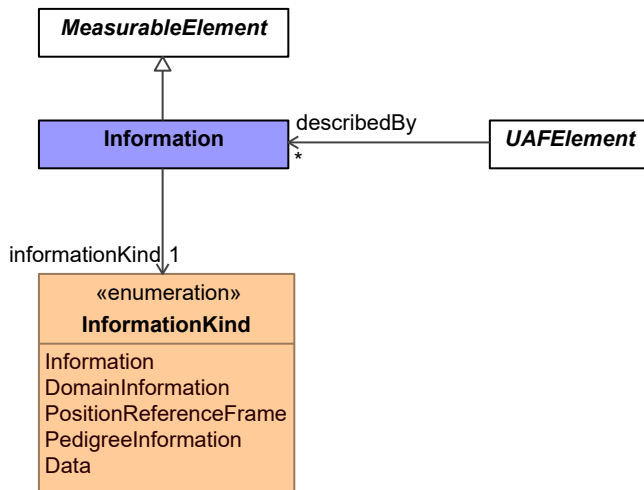 MeasurableElement
Information
describedBy
*
UAFElement
informationKind 1
«enumeration»
InformationKind
Information
DomainInformation
PositionReferenceFrame
PedigreeInformation
Data